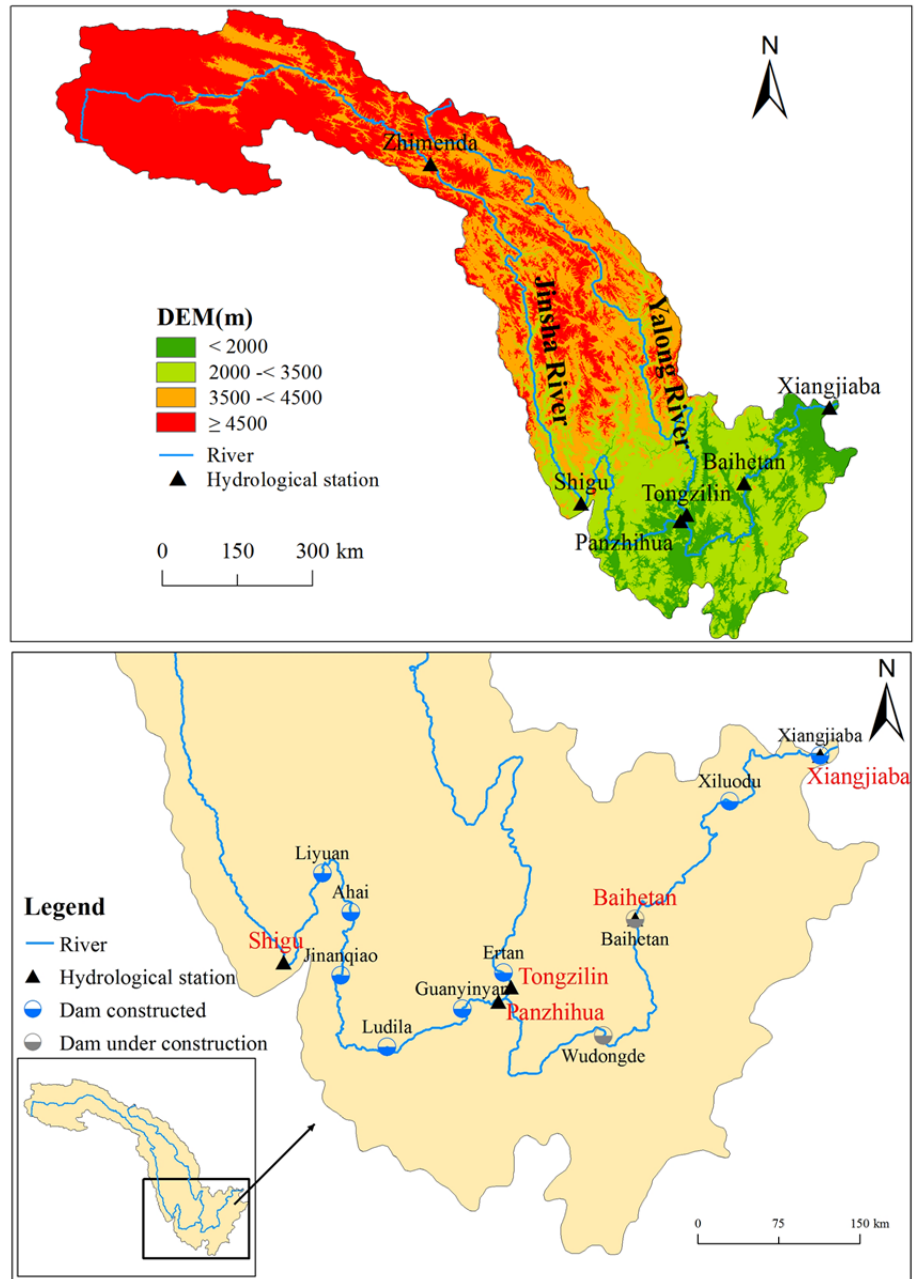 N
Zhimenda
Jinsha River
Yalong River
DEM(m)
< 2000
2000 -< 3500
3500 -< 4500
≥ 4500
River
Hydrological station
0 150 300 km
Xiangjiaba
Baihetan
Shigu
Tongzilin
Panzhihua
N
Xiangjiaba
Xiangjiaba
Xiluodu
Liyuan
Ahai
Baihetan
Baihetan
Shigu
Jinanqiao
Ertan
Tongzilin
Guanyinyan
Panzhihua
Ludila
Wudongde
Legend
River
Hydrological station
Dam constructed
Dam under construction
0 75 150 km